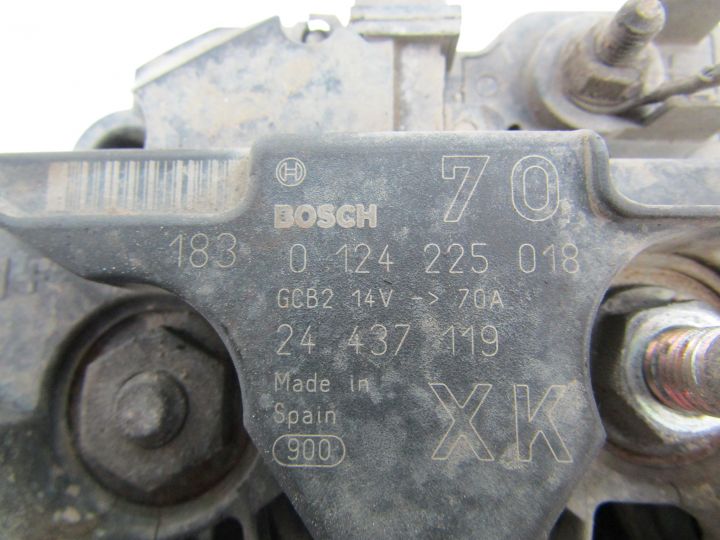 70
BOSCH
183 0 124 225 018
GCB2 14V -> 70A
24 437 119
Made in
Spain
XK
900